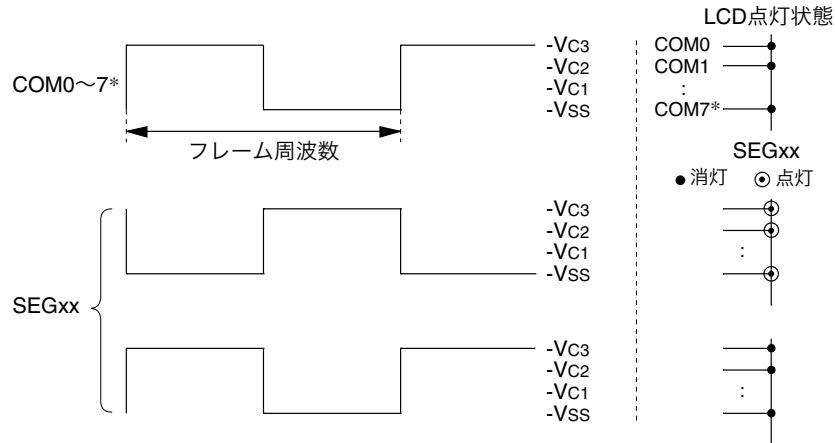 LCD点灯状態
COM0～7*
-VC3
-VC2
-VC1
-VSS
フレーム周波数
COM0
COM1
:
COM7*
SEGxx
●消灯 ◉点灯
SEGxx
-VC3
-VC2
-VC1
-VSS
:
-VC3
-VC2
-VC1
-VSS
: